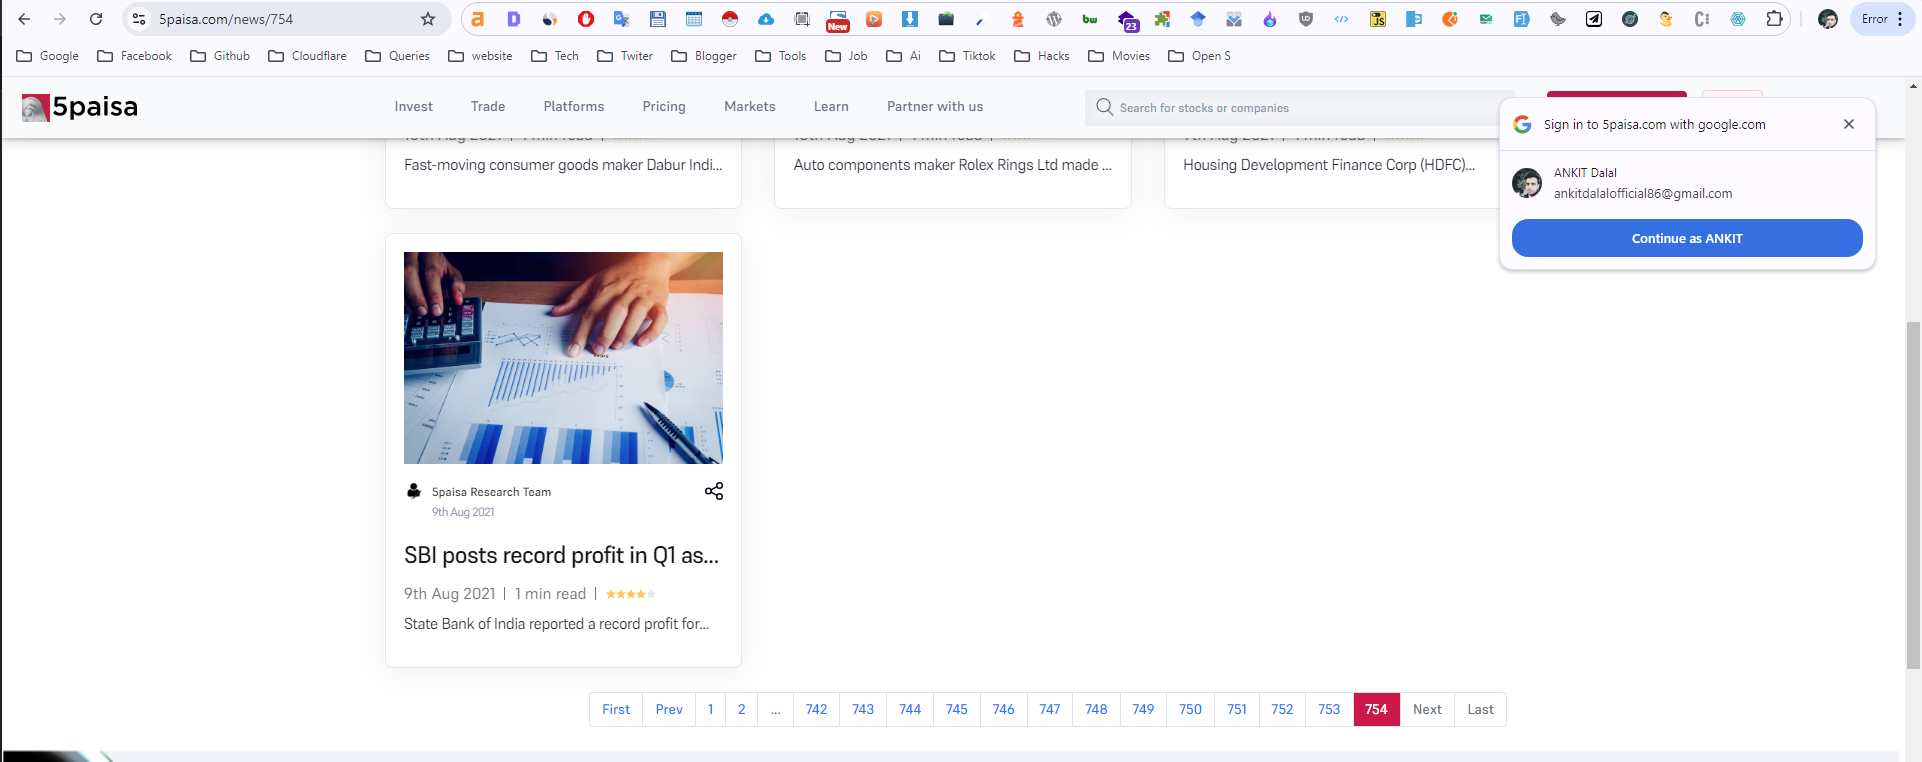 5paisa.com/news/754
New
23
Error
Google Facebook Github Cloudflare Queries website Tech Twiter Blogger Tools Job Ai Tiktok Hacks Movies Open S
5paisa
Invest Trade Platforms Pricing Markets Learn Partner with us
Search for stocks or companies
Sign in to 5paisa.com with google.com
ANKIT Dalal
ankitdalalofficial86@gmail.com
Continue as ANKIT
Fast-moving consumer goods maker Dabur Indi...
Auto components maker Rolex Rings Ltd made ...
Housing Development Finance Corp (HDFC)...
5paisa Research Team
9th Aug 2021
SBI posts record profit in Q1 as...
9th Aug 2021 | 1 min read |
State Bank of India reported a record profit for...
First Prev 1 2 ... 742 743 744 745 746 747 748 749 750 751 752 753 754 Next Last